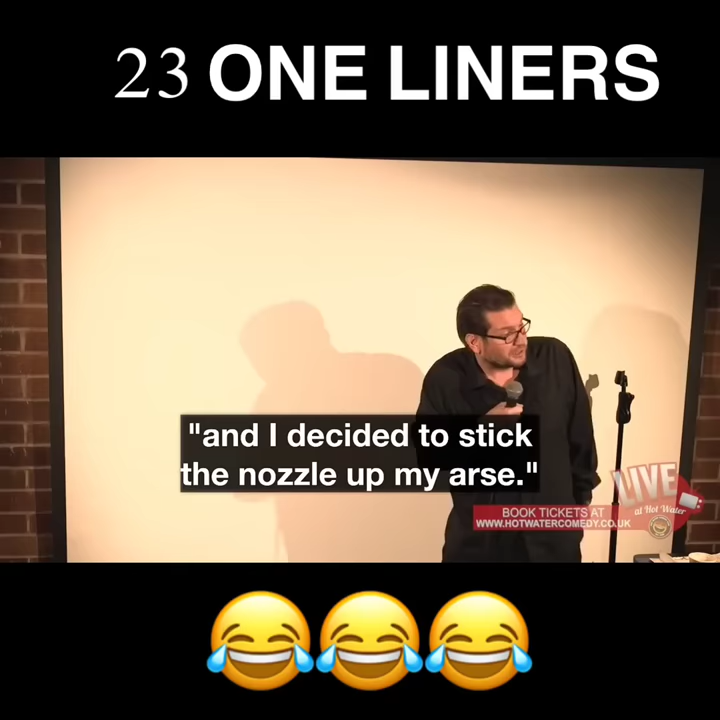 23 ONE LINERS
"and I decided to stick
the nozzle up my arse."
LIVE
at Hot Water
BOOK TICKETS AT
WWW.HOTWATERCOMEDY.CO.UK